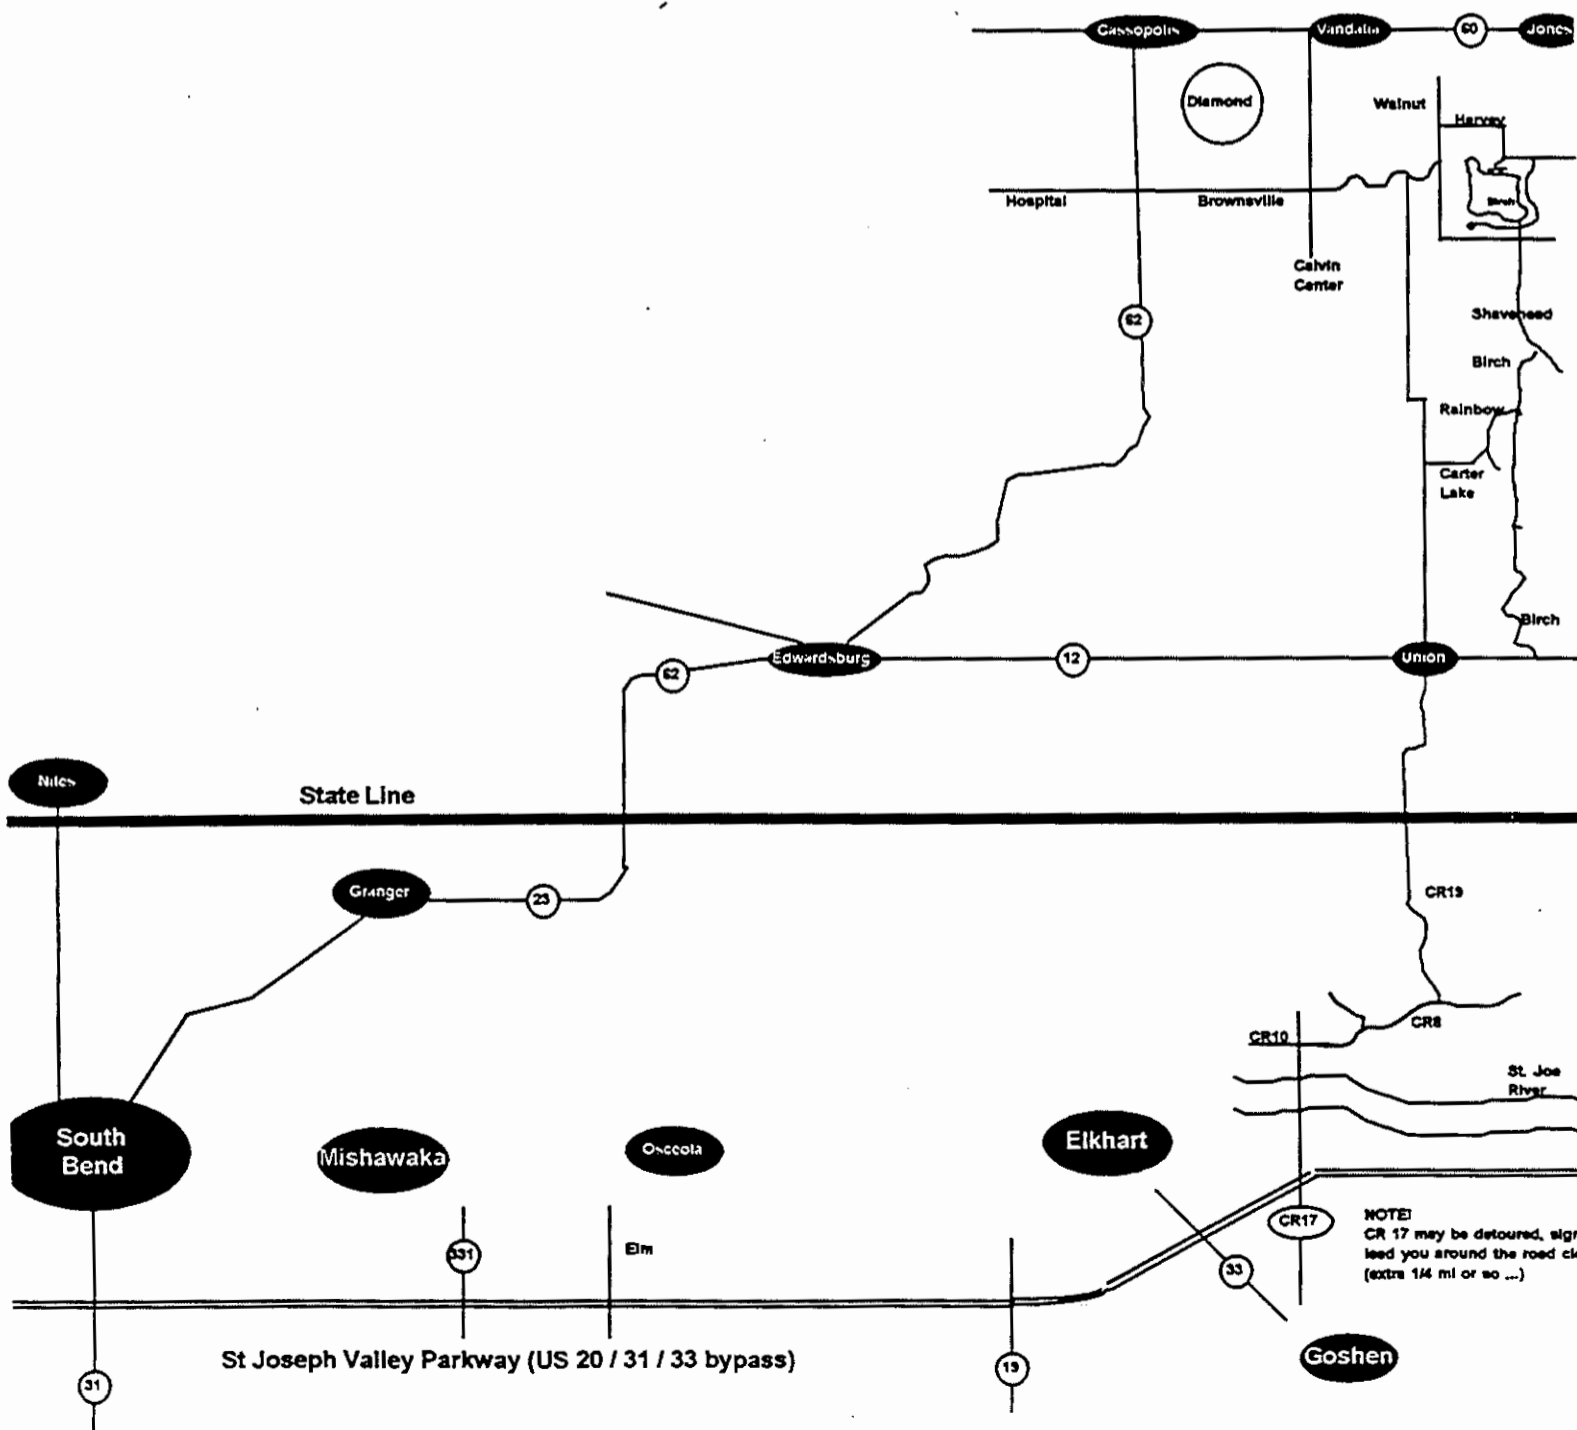 Cassopolis
Vandalia
60
Jones
Diamond
Walnut
Harvey
Hospital
Brownsville
Birch
Calvin
Center
62
Shavehead
Birch
Rainbow
Carter
Lake
Birch
Edwardsburg
12
Union
62
Niles
State Line
Granger
23
CR19
CR8
CR10
St. Joe
River
South
Bend
Mishawaka
Osceola
Elkhart
CR17
NOTE!
CR 17 may be detoured, sign
lead you around the road clo
(extra 1/4 mi or so ...)
331
Elm
33
St Joseph Valley Parkway (US 20 / 31 / 33 bypass)
Goshen
31
19